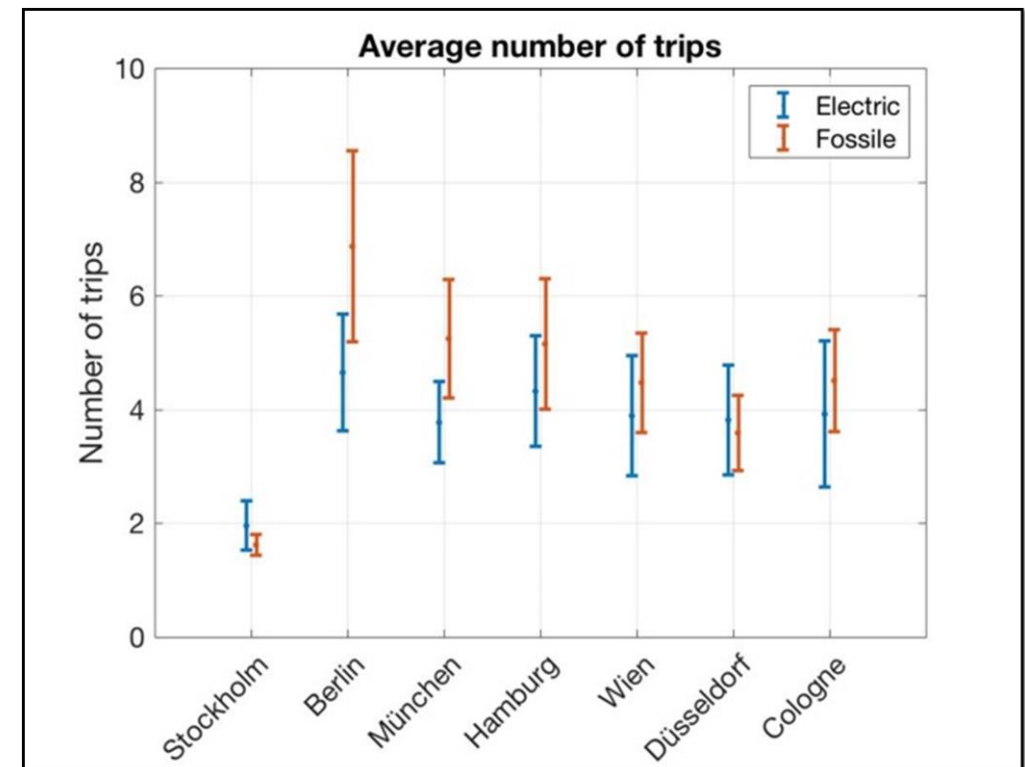 Average number of trips
10
8
6
4
2
0
Number of trips
Electric
Fossile
Stockholm
Berlin
München
Hamburg
Wien
Düsseldorf
Cologne